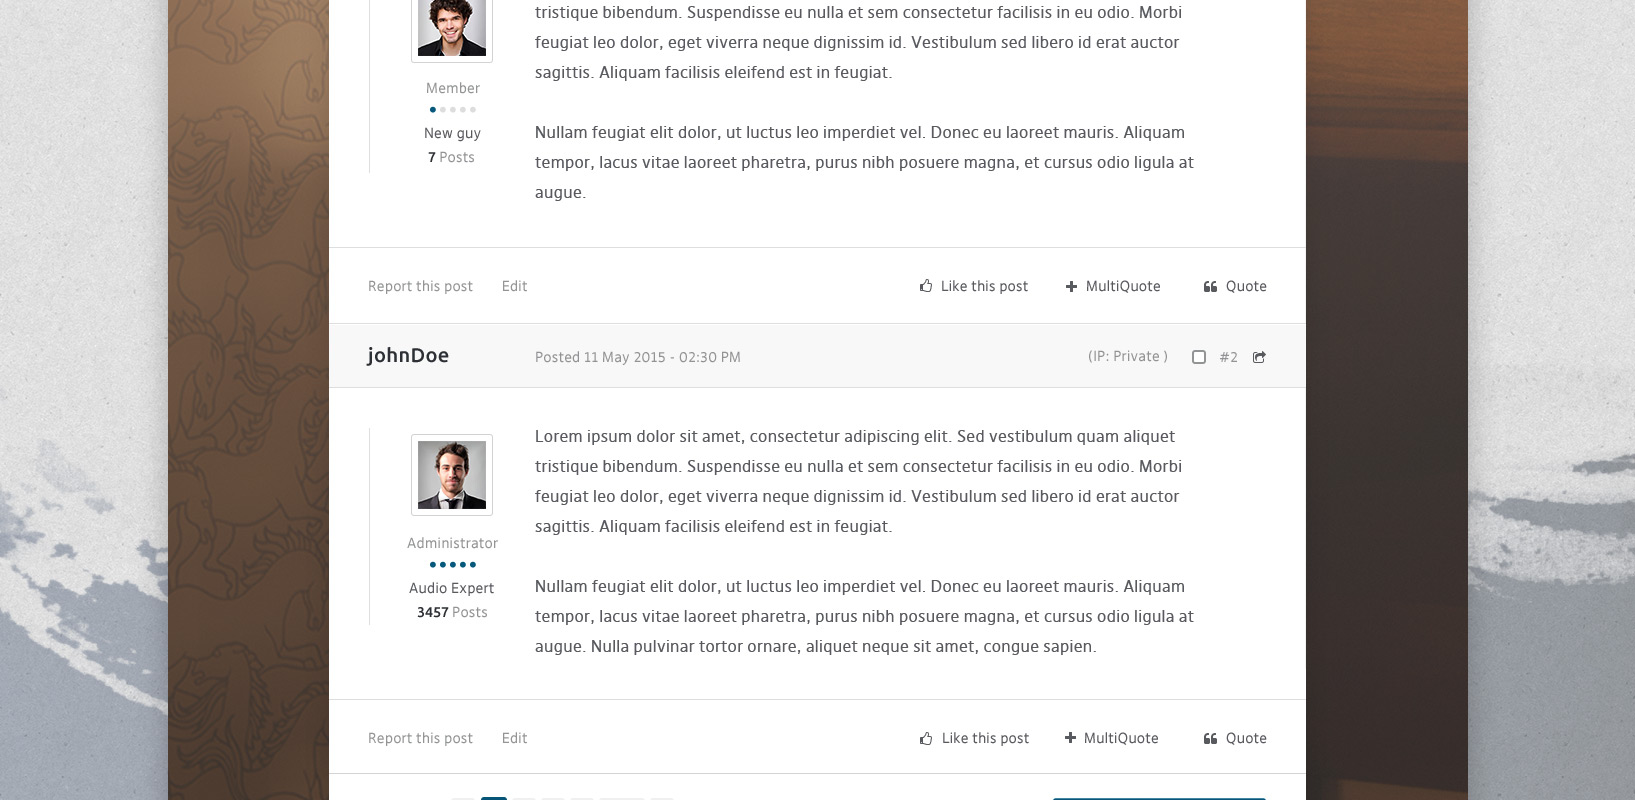 tristique bibendum. Suspendisse eu nulla et sem consectetur facilisis in eu odio. Morbi
feugiat leo dolor, eget viverra neque dignissim id. Vestibulum sed libero id erat auctor
sagittis. Aliquam facilisis eleifend est in feugiat.
Member
New guy
7 Posts
Nullam feugiat elit dolor, ut luctus leo imperdiet vel. Donec eu laoreet mauris. Aliquam
tempor, lacus vitae laoreet pharetra, purus nibh posuere magna, et cursus odio ligula at
augue.
Report this post Edit Like this post MultiQuote Quote
johnDoe Posted 11 May 2015 - 02:30 PM (IP: Private ) #2
Administrator
Audio Expert
3457 Posts
Lorem ipsum dolor sit amet, consectetur adipiscing elit. Sed vestibulum quam aliquet
tristique bibendum. Suspendisse eu nulla et sem consectetur facilisis in eu odio. Morbi
feugiat leo dolor, eget viverra neque dignissim id. Vestibulum sed libero id erat auctor
sagittis. Aliquam facilisis eleifend est in feugiat.
Nullam feugiat elit dolor, ut luctus leo imperdiet vel. Donec eu laoreet mauris. Aliquam
tempor, lacus vitae laoreet pharetra, purus nibh posuere magna, et cursus odio ligula at
augue. Nulla pulvinar tortor ornare, aliquet neque sit amet, congue sapien.
Report this post Edit Like this post MultiQuote Quote